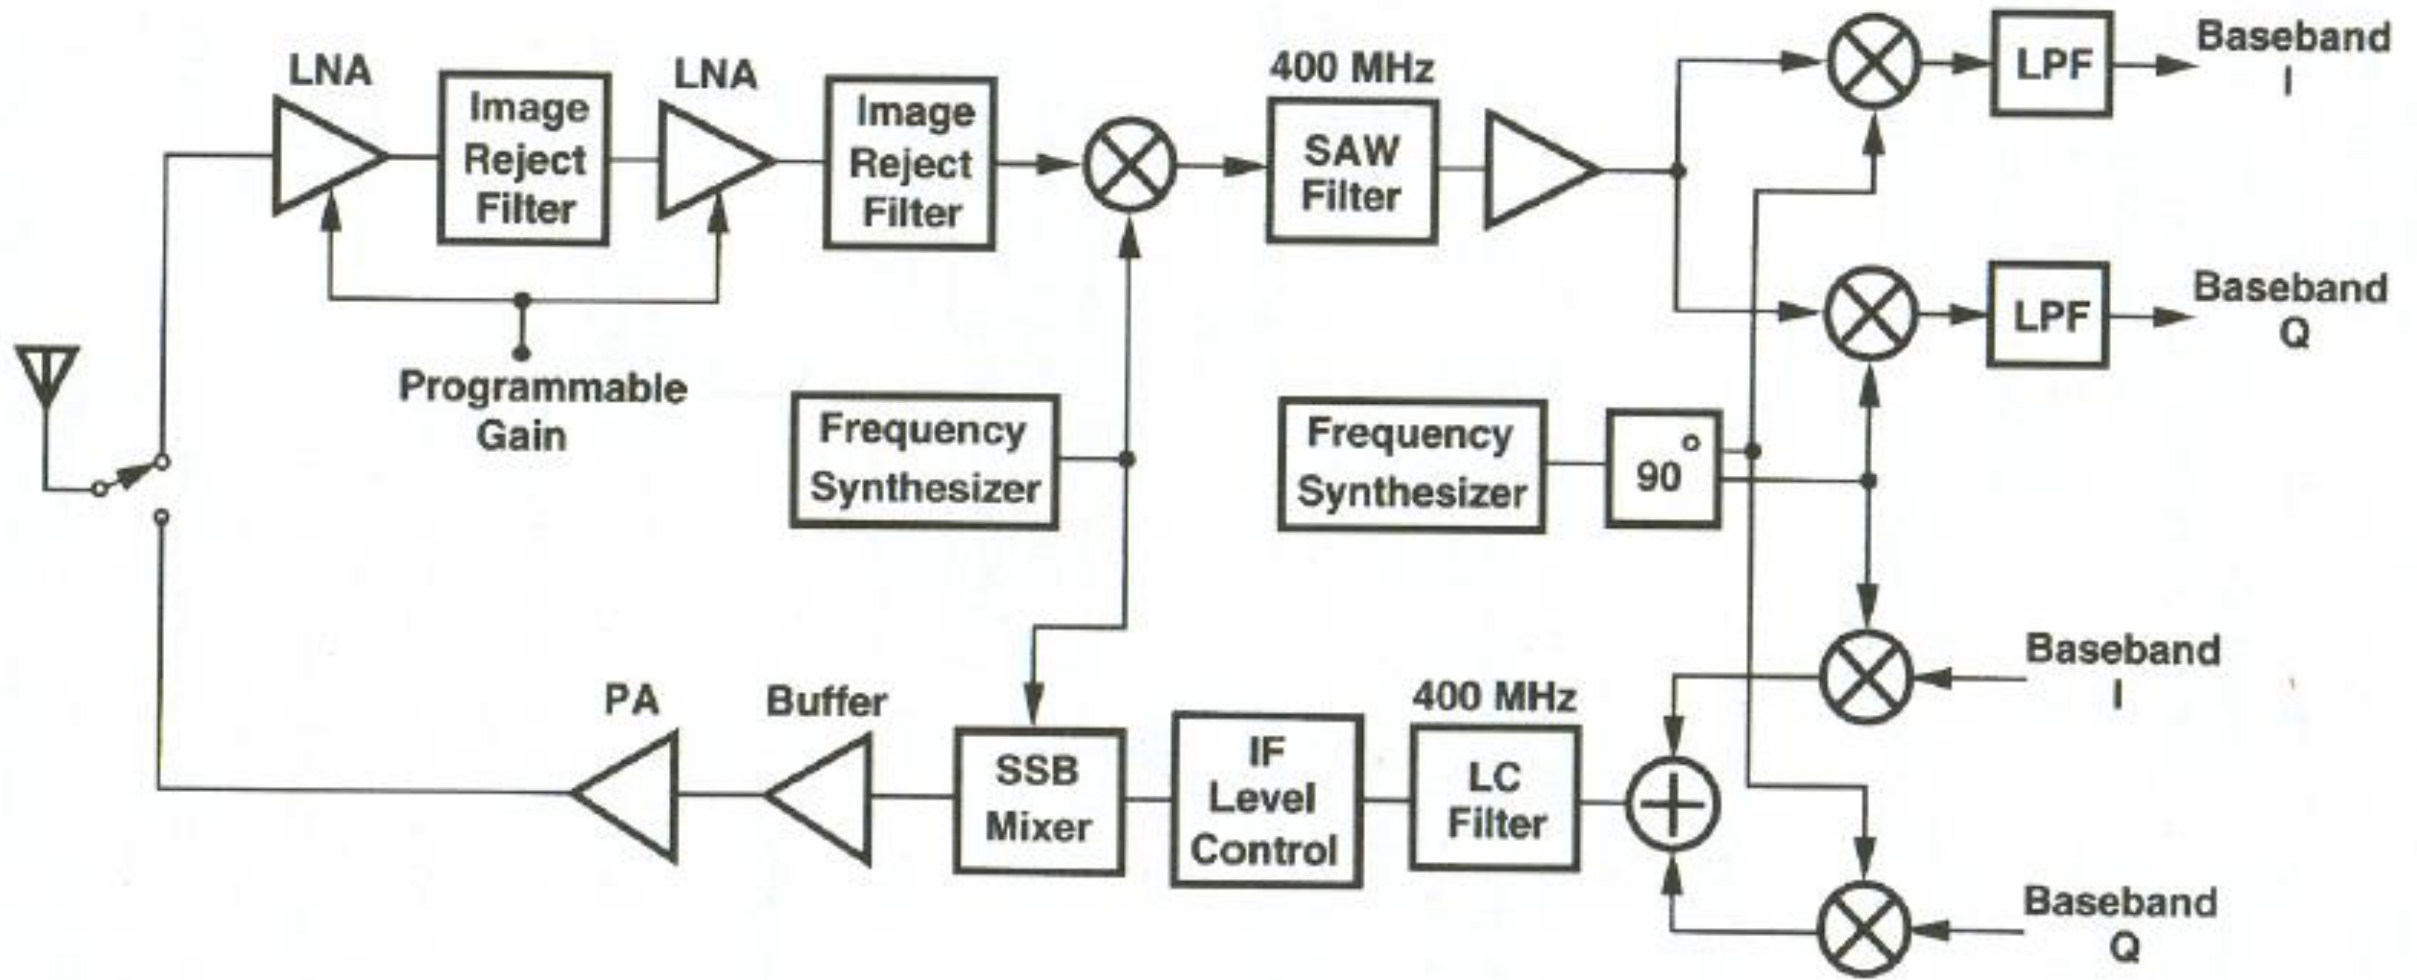 LNA
Image
Reject
Filter
LNA
Image
Reject
Filter
400 MHz
SAW
Filter
LPF
Baseband
I
LPF
Baseband
Q
Programmable
Gain
Frequency
Synthesizer
Frequency
Synthesizer
90°
PA
Buffer
SSB
Mixer
IF
Level
Control
400 MHz
LC
Filter
Baseband
I
Baseband
Q